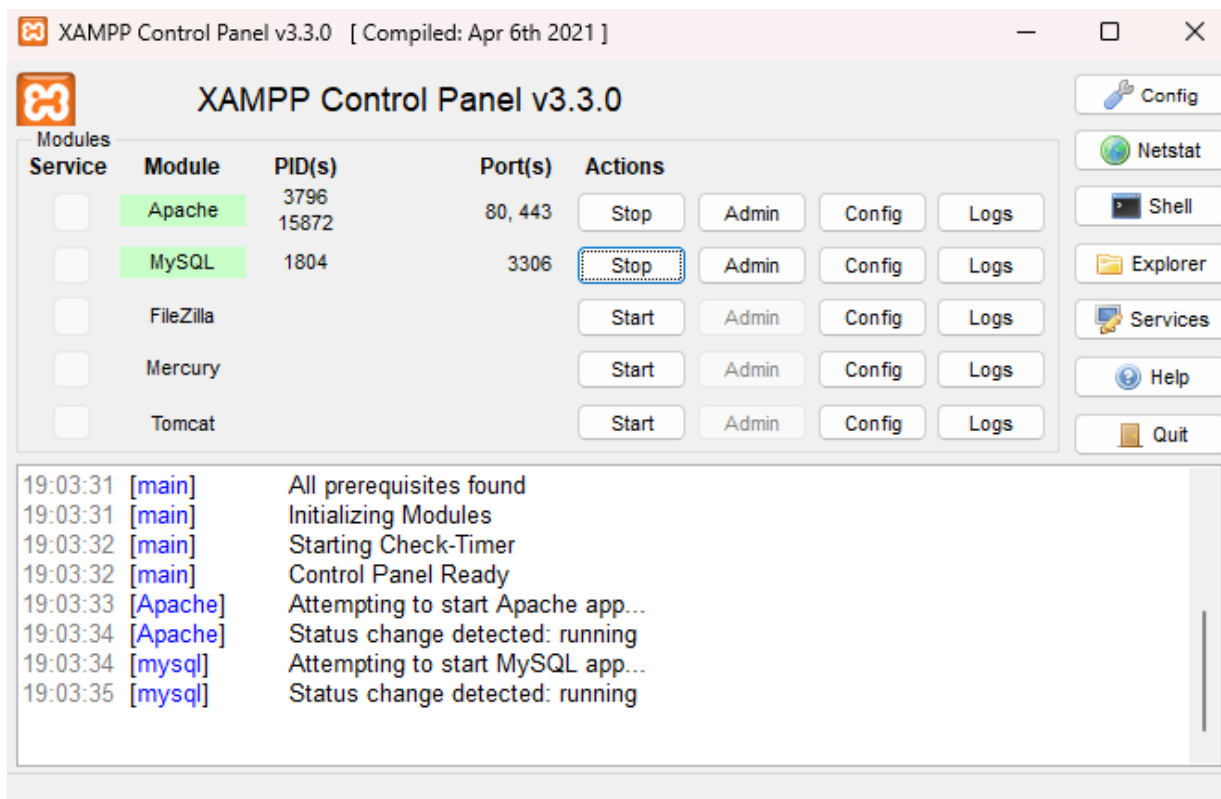 XAMPP Control Panel v3.3.0 [ Compiled: Apr 6th 2021 ]
XAMPP Control Panel v3.3.0
Modules
Service Module PID(s) Port(s) Actions
Apache 3796 15872 80, 443 Stop Admin Config Logs
MySQL 1804 3306 Stop Admin Config Logs
FileZilla Start Admin Config Logs
Mercury Start Admin Config Logs
Tomcat Start Admin Config Logs
Config
Netstat
Shell
Explorer
Services
Help
Quit
19:03:31 [main] All prerequisites found
19:03:31 [main] Initializing Modules
19:03:32 [main] Starting Check-Timer
19:03:32 [main] Control Panel Ready
19:03:33 [Apache] Attempting to start Apache app...
19:03:34 [Apache] Status change detected: running
19:03:34 [mysql] Attempting to start MySQL app...
19:03:35 [mysql] Status change detected: running